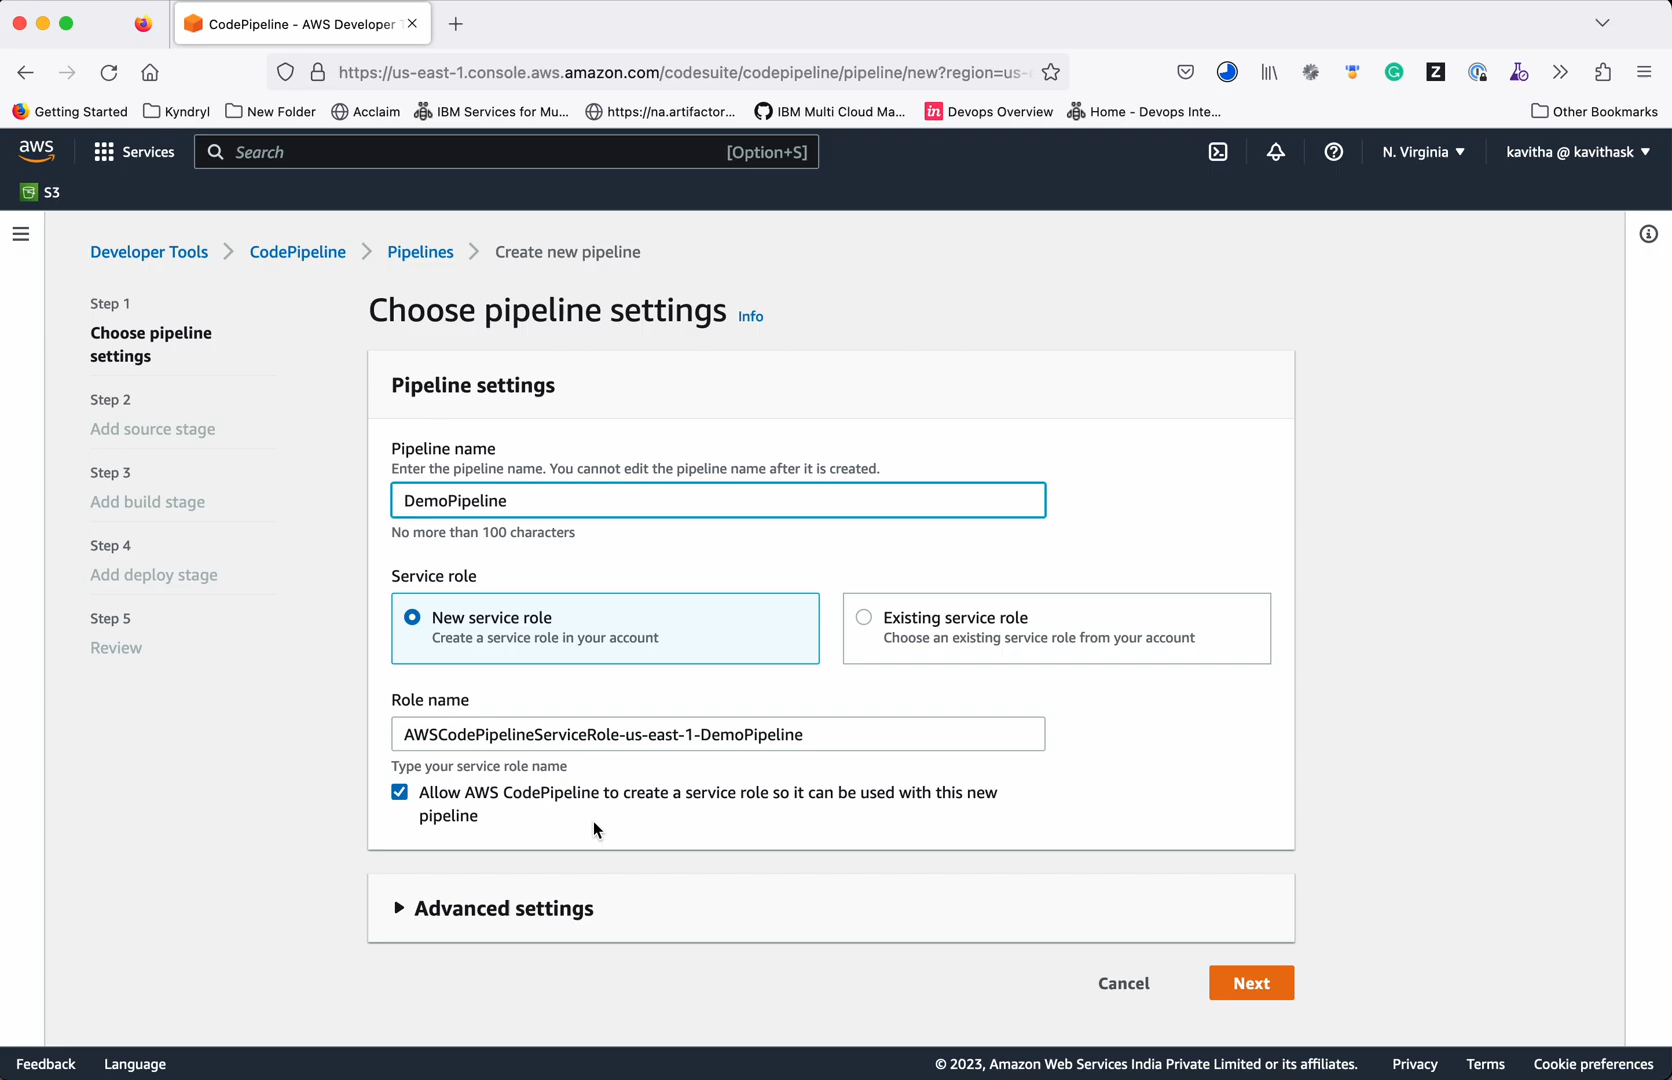 CodePipeline - AWS Developer T
https://us-east-1.console.aws.amazon.com/codesuite/codepipeline/pipeline/new?region=us-
Getting Started Kyndryl New Folder Acclaim IBM Services for Mu... https://na.artifactor... IBM Multi Cloud Ma... in Devops Overview Home - Devops Inte... Other Bookmarks
aws Services Search [Option+S] N. Virginia kavitha @ kavithask
S3
Developer Tools CodePipeline Pipelines Create new pipeline
Step 1
Choose pipeline
settings
Step 2
Add source stage
Step 3
Add build stage
Step 4
Add deploy stage
Step 5
Review
Choose pipeline settings Info
Pipeline settings
Pipeline name
Enter the pipeline name. You cannot edit the pipeline name after it is created.
DemoPipeline
No more than 100 characters
Service role
New service role
Create a service role in your account
Existing service role
Choose an existing service role from your account
Role name
AWSCodePipelineServiceRole-us-east-1-DemoPipeline
Type your service role name
Allow AWS CodePipeline to create a service role so it can be used with this new
pipeline
Advanced settings
Cancel Next
Feedback Language © 2023, Amazon Web Services India Private Limited or its affiliates. Privacy Terms Cookie preferences